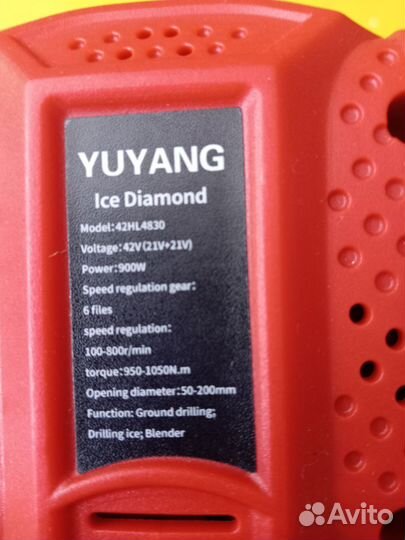 YUYANG
Ice Diamond
Model:42HL4830
Voltage:42V(21V+21V)
Power:900W
Speed regulation gear:
6 files
speed regulation:
100-800r/min
torque:950-1050N.m
Opening diameter:50-200mm
Function: Ground drilling;
Drilling ice; Blender
Avito